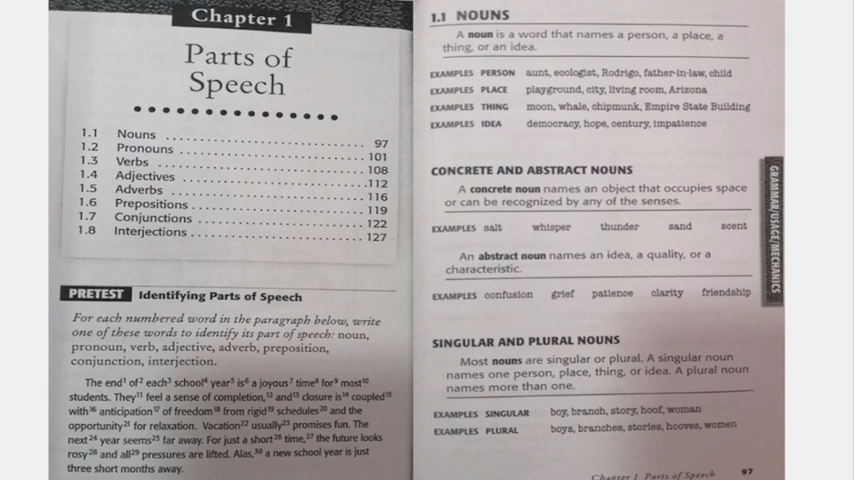 Chapter 1
Parts of
Speech
1.1 Nouns 97
1.2 Pronouns 101
1.3 Verbs 108
1.4 Adjectives 112
1.5 Adverbs 116
1.6 Prepositions 119
1.7 Conjunctions 122
1.8 Interjections 127
PRETEST Identifying Parts of Speech
For each numbered word in the paragraph below, write
one of these words to identify its part of speech: noun,
pronoun, verb, adjective, adverb, preposition,
conjunction, interjection.
The end¹ of² each³ school⁴ year⁵ is⁶ a joyous⁷ time⁸ for⁹ most¹⁰
students. They¹¹ feel a sense of completion,¹² and¹³ closure is¹⁴ coupled¹⁵
with¹⁶ anticipation¹⁷ of freedom¹⁸ from rigid¹⁹ schedules²⁰ and the
opportunity²¹ for relaxation. Vacation²² usually²³ promises fun. The
next²⁴ year seems²⁵ far away. For just a short²⁶ time,²⁷ the future looks
rosy²⁸ and all²⁹ pressures are lifted. Alas,³⁰ a new school year is just
three short months away.
1.1 NOUNS
A noun is a word that names a person, a place, a
thing, or an idea.
EXAMPLES PERSON aunt, ecologist, Rodrigo, father-in-law, child
EXAMPLES PLACE playground, city, living room, Arizona
EXAMPLES THING moon, whale, chipmunk, Empire State Building
EXAMPLES IDEA democracy, hope, century, impatience
CONCRETE AND ABSTRACT NOUNS
A concrete noun names an object that occupies space
or can be recognized by any of the senses.
EXAMPLES salt whisper thunder sand scent
An abstract noun names an idea, a quality, or a
characteristic.
EXAMPLES confusion grief patience clarity friendship
SINGULAR AND PLURAL NOUNS
Most nouns are singular or plural. A singular noun
names one person, place, thing, or idea. A plural noun
names more than one.
EXAMPLES SINGULAR boy, branch, story, hoof, woman
EXAMPLES PLURAL boys, branches, stories, hooves, women
Chapter 1 Parts of Speech 97
GRAMMAR/USAGE/MECHANICS